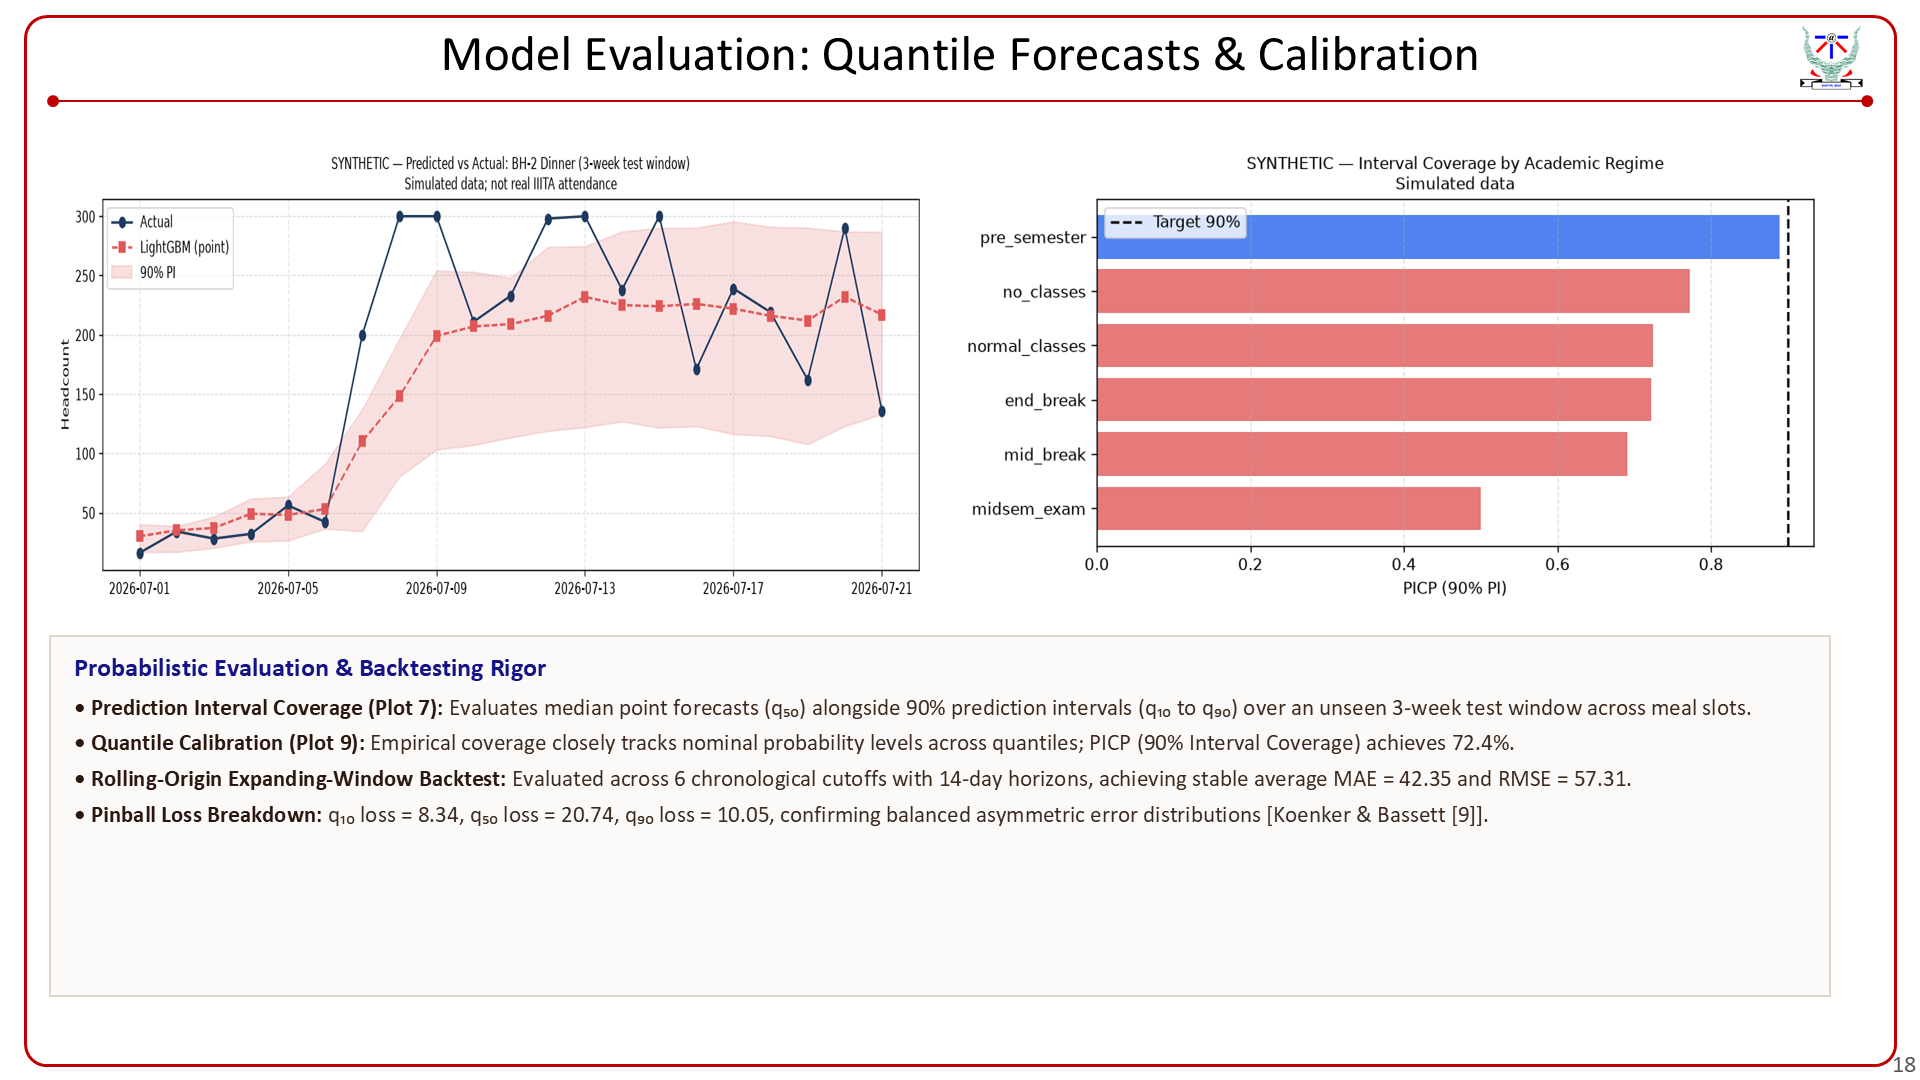 Model Evaluation: Quantile Forecasts & Calibration
SYNTHETIC — Predicted vs Actual: BH-2 Dinner (3-week test window)
Simulated data; not real IIITA attendance
Actual
LightGBM (point)
90% PI
Headcount
300
250
200
150
100
50
2026-07-01
2026-07-05
2026-07-09
2026-07-13
2026-07-17
2026-07-21
SYNTHETIC — Interval Coverage by Academic Regime
Simulated data
Target 90%
pre_semester
no_classes
normal_classes
end_break
mid_break
midsem_exam
0.0
0.2
0.4
0.6
0.8
PICP (90% PI)
Probabilistic Evaluation & Backtesting Rigor
• Prediction Interval Coverage (Plot 7): Evaluates median point forecasts (q₅₀) alongside 90% prediction intervals (q₁₀ to q₉₀) over an unseen 3-week test window across meal slots.
• Quantile Calibration (Plot 9): Empirical coverage closely tracks nominal probability levels across quantiles; PICP (90% Interval Coverage) achieves 72.4%.
• Rolling-Origin Expanding-Window Backtest: Evaluated across 6 chronological cutoffs with 14-day horizons, achieving stable average MAE = 42.35 and RMSE = 57.31.
• Pinball Loss Breakdown: q₁₀ loss = 8.34, q₅₀ loss = 20.74, q₉₀ loss = 10.05, confirming balanced asymmetric error distributions [Koenker & Bassett [9]].
18